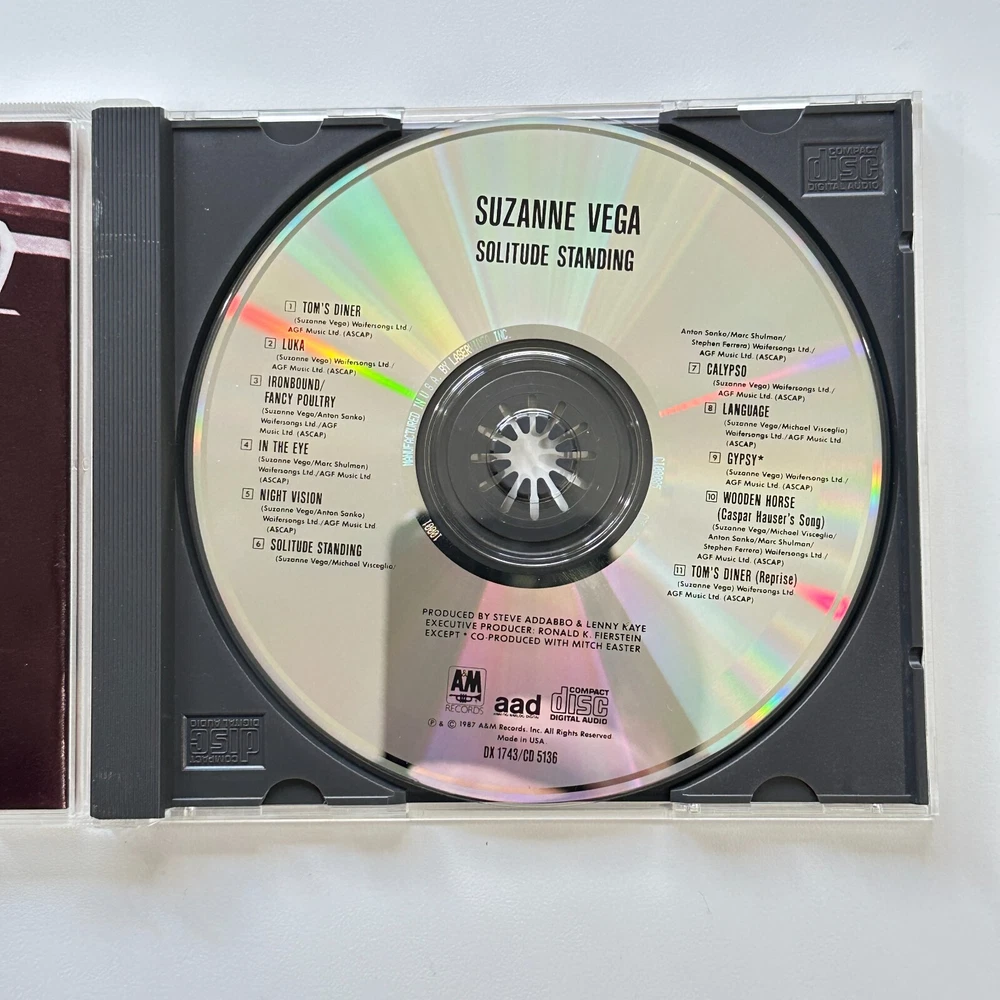 SUZANNE VEGA
SOLITUDE STANDING
1 TOM'S DINER
(Suzanne Vega) Waifersongs Ltd./
AGF Music Ltd. (ASCAP)
2 LUKA
(Suzanne Vega) Waifersongs Ltd./
AGF Music Ltd. (ASCAP)
3 IRONBOUND/
FANCY POULTRY
(Suzanne Vega/Anton Sanko)
Waifersongs Ltd./AGF
Music Ltd. (ASCAP)
4 IN THE EYE
(Suzanne Vega/Marc Shulman)
Waifersongs Ltd./AGF Music Ltd.
(ASCAP)
5 NIGHT VISION
(Suzanne Vega/Anton Sanko)
Waifersongs Ltd./AGF Music Ltd.
(ASCAP)
6 SOLITUDE STANDING
(Suzanne Vega/Michael Visceglia/
Anton Sanko/Marc Shulman/
Stephen Ferrera) Waifersongs Ltd./
AGF Music Ltd. (ASCAP)
7 CALYPSO
(Suzanne Vega) Waifersongs Ltd./
AGF Music Ltd. (ASCAP)
8 LANGUAGE
(Suzanne Vega/Michael Visceglia)
Waifersongs Ltd./AGF Music Ltd.
(ASCAP)
9 GYPSY*
(Suzanne Vega) Waifersongs Ltd./
AGF Music Ltd. (ASCAP)
10 WOODEN HORSE
(Caspar Hauser's Song)
(Suzanne Vega/Michael Visceglia/
Anton Sanko/Marc Shulman/
Stephen Ferrera) Waifersongs Ltd./
AGF Music Ltd. (ASCAP)
11 TOM'S DINER (Reprise)
(Suzanne Vega) Waifersongs Ltd./
AGF Music Ltd. (ASCAP)
MANUFACTURED IN U.S.A. BY LASER INC
PRODUCED BY STEVE ADDABBO & LENNY KAYE
EXECUTIVE PRODUCER: RONALD K. FIERSTEIN
EXCEPT * CO-PRODUCED WITH MITCH EASTER
A&M RECORDS
aad
COMPACT disc DIGITAL AUDIO
℗ & © 1987 A&M Records, Inc. All Rights Reserved
Made in USA
DX 1743/CD 5136
COMPACT disc DIGITAL AUDIO
COMPACT disc DIGITAL AUDIO